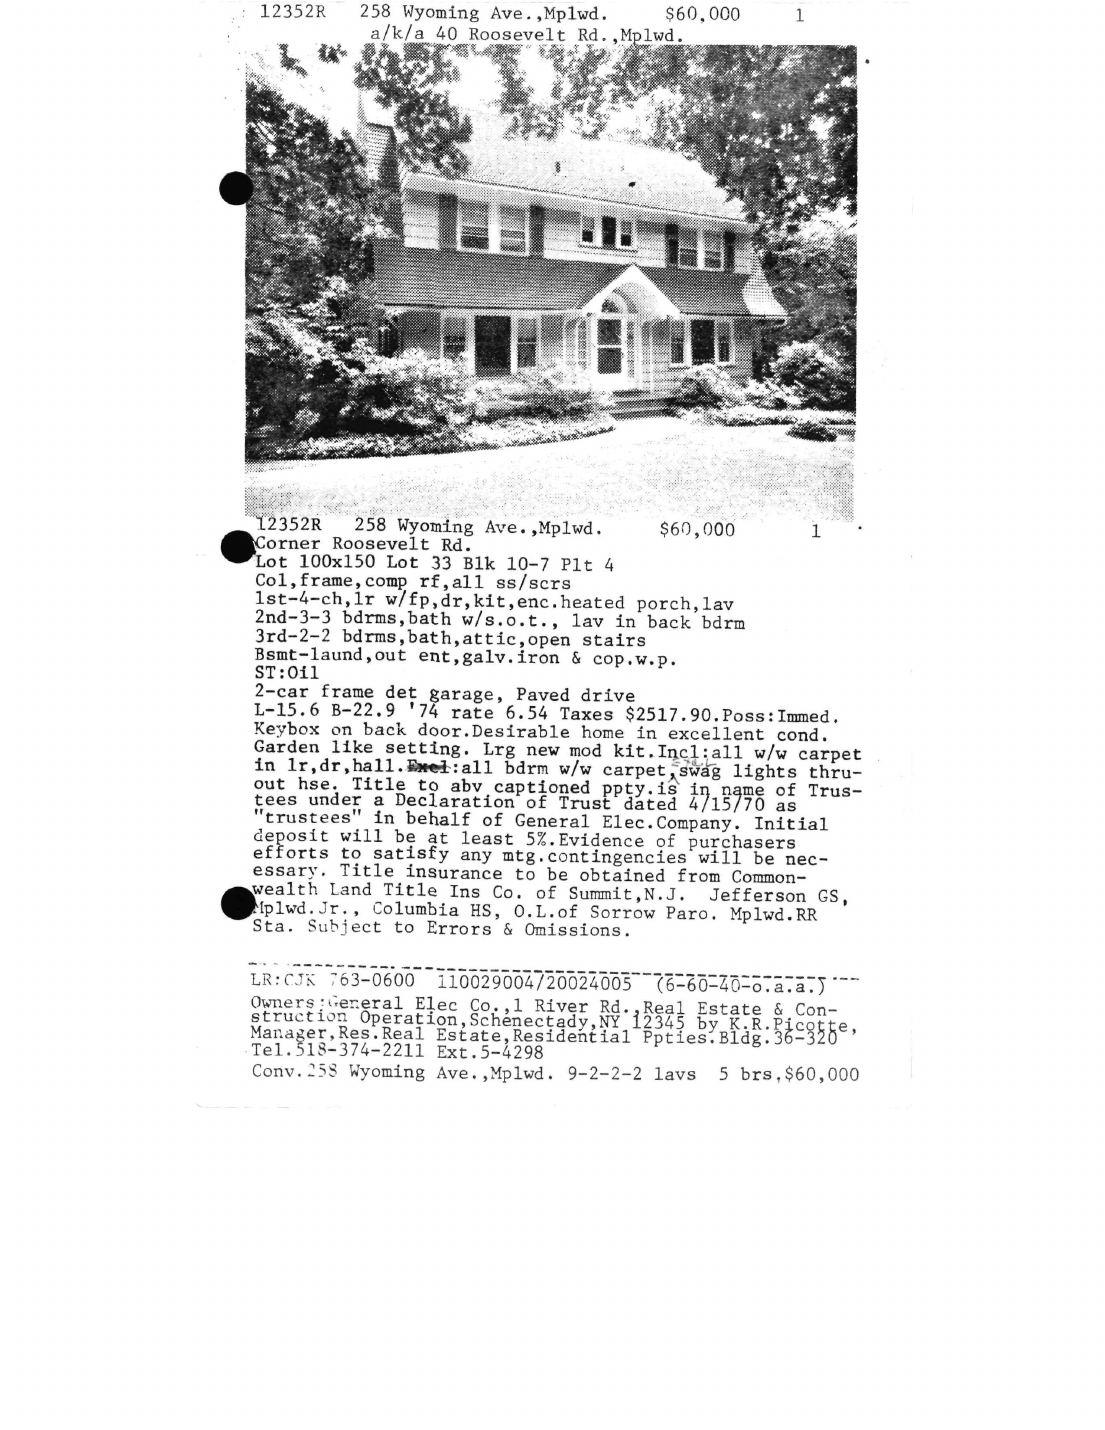 12352R 258 Wyoming Ave.,Mplwd. $60,000 1
a/k/a 40 Roosevelt Rd.,Mplwd.
12352R 258 Wyoming Ave.,Mplwd. $60,000 1
Corner Roosevelt Rd.
Lot 100x150 Lot 33 Blk 10-7 Plt 4
Col,frame,comp rf,all ss/scrs
1st-4-ch,lr w/fp,dr,kit,enc.heated porch,lav
2nd-3-3 bdrms,bath w/s.o.t., lav in back bdrm
3rd-2-2 bdrms,bath,attic,open stairs
Bsmt-laund,out ent,galv.iron & cop.w.p.
ST:Oil
2-car frame det garage, Paved drive
L-15.6 B-22.9 '74 rate 6.54 Taxes $2517.90.Poss:Immed.
Keybox on back door.Desirable home in excellent cond.
Garden like setting. Lrg new mod kit.Incl:all w/w carpet
in lr,dr,hall.Excl:all bdrm w/w carpet,Excl swag lights thru-
out hse. Title to abv captioned ppty.is in name of Trus-
tees under a Declaration of Trust dated 4/15/70 as
"trustees" in behalf of General Elec.Company. Initial
deposit will be at least 5%.Evidence of purchasers
efforts to satisfy any mtg.contingencies will be nec-
essary. Title insurance to be obtained from Common-
wealth Land Title Ins Co. of Summit,N.J. Jefferson GS,
Mplwd.Jr., Columbia HS, O.L.of Sorrow Paro. Mplwd.RR
Sta. Subject to Errors & Omissions.
LR:CJK 763-0600 110029004/20024005 (6-60-40-o.a.a.)
Owners:General Elec Co.,1 River Rd.,Real Estate & Con-
struction Operation,Schenectady,NY 12345 by K.R.Picotte,
Manager,Res.Real Estate,Residential Ppties.Bldg.36-320
Tel.518-374-2211 Ext.5-4298
Conv.258 Wyoming Ave.,Mplwd. 9-2-2-2 lavs 5 brs,$60,000